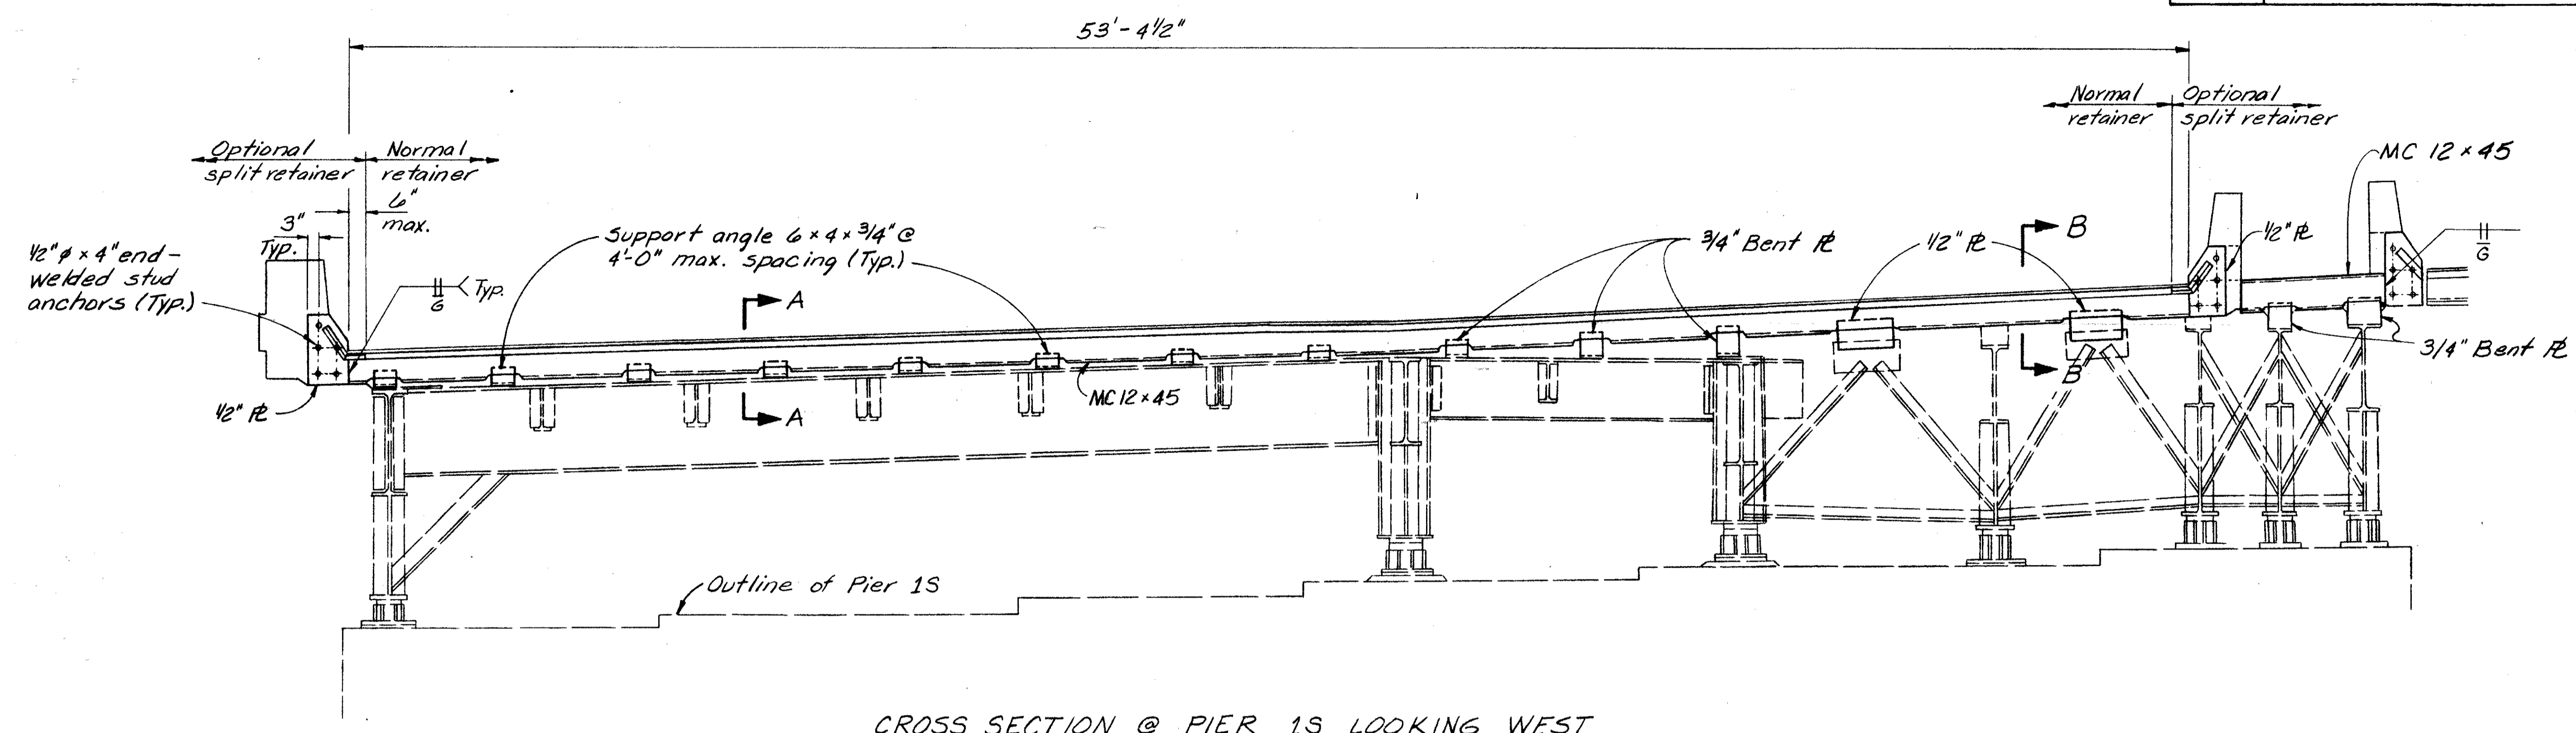 53'-4½"
Normal retainer
Optional split retainer
MC 12×45
Optional split retainer
Normal retainer
6" max.
3" Typ.
½"ϕ × 4" end-
welded stud
anchors (Typ.)
Support angle 6×4×¾" @
4'-0" max. spacing (Typ.)
¾" Bent ⅊
½" ⅊
B
½" ⅊
G
G
Typ.
A
MC 12×45
A
B
¾" Bent ⅊
½" ⅊
Outline of Pier 1S
CROSS SECTION @ PIER 1S LOOKING WEST